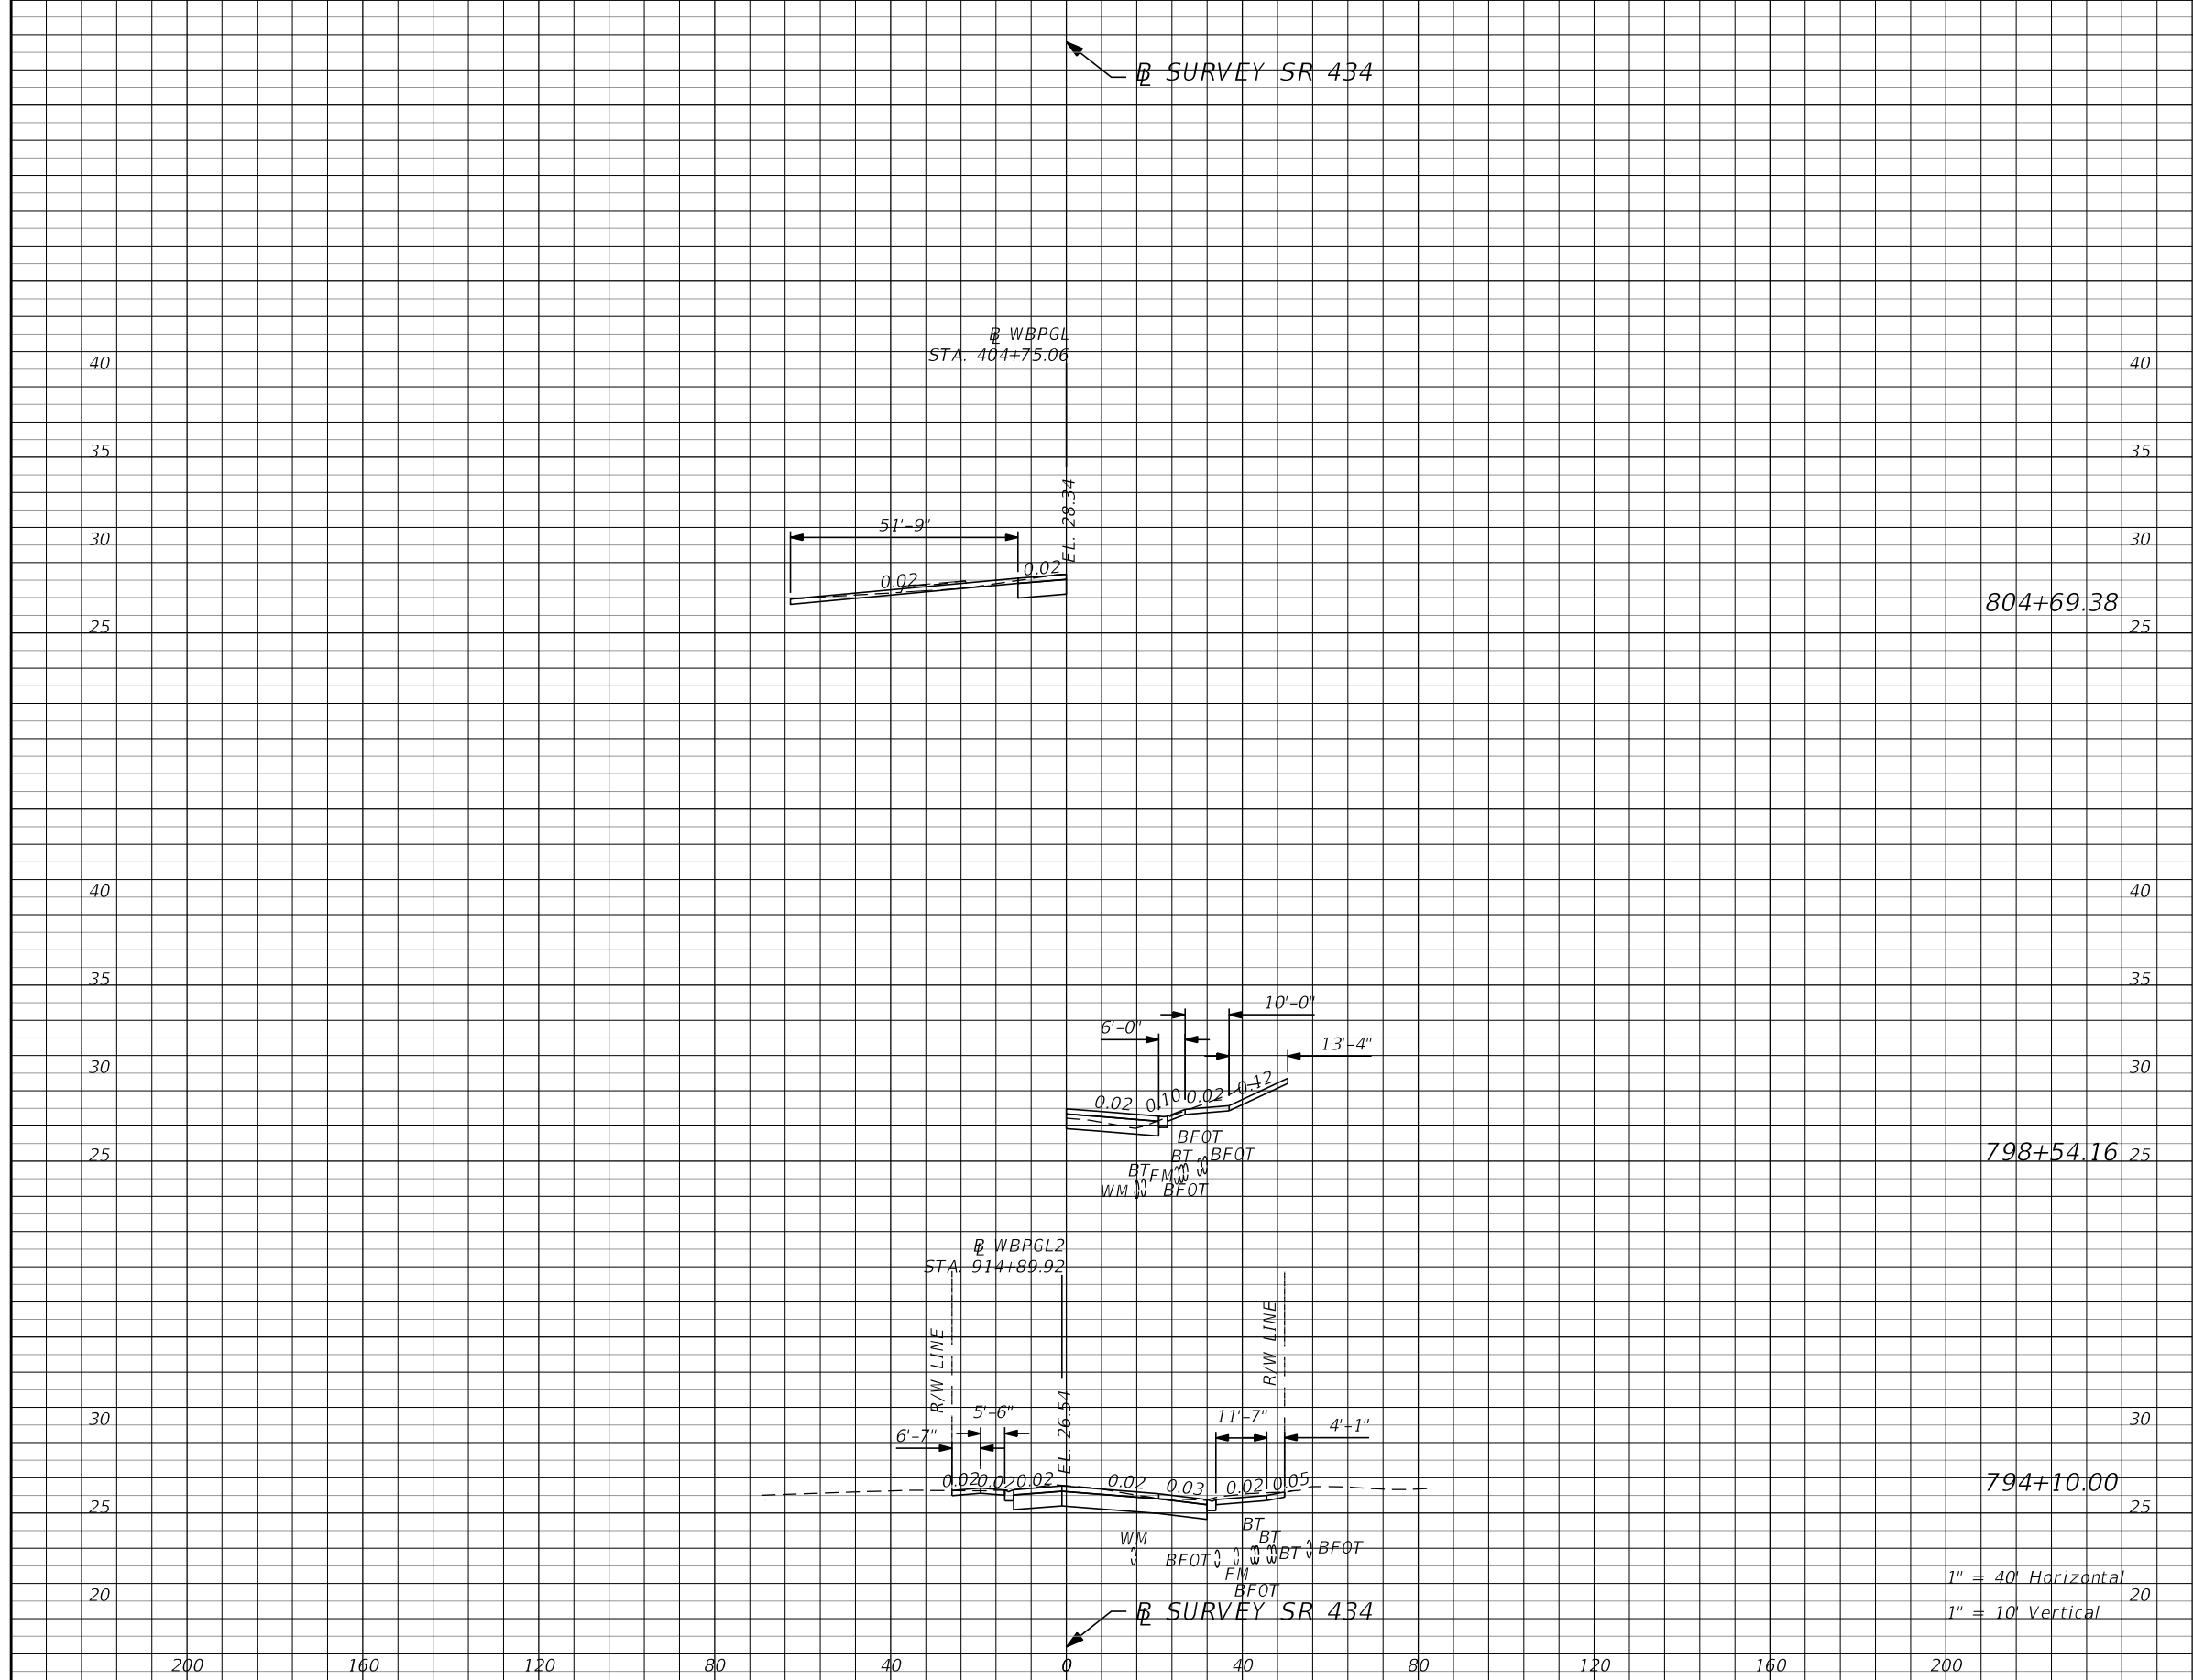 ℄ SURVEY SR 434
℄ WBPGL
STA. 404+75.06
40 40
35 35
EL. 28.34
51'-9"
30 30
0.02 0.02
804+69.38
25 25
40 40
35 35
10'-0"
6'-0"
13'-4"
30 30
0.02 0.10 0.02 0.12
BFOT
798+54.16
25 25
BT BFOT
BT FM
WM BFOT
℄ WBPGL2
STA. 914+89.92
R/W LINE R/W LINE
EL. 26.54
5'-6" 11'-7"
30 30
6'-7" 4'-1"
0.02 0.02 0.02 0.02 0.03 0.02 0.05
794+10.00
25 25
BT
WM BT
BFOT BT BFOT
FM
1" = 40' Horizontal
BFOT
20 20
℄ SURVEY SR 434
1" = 10' Vertical
200 160 120 80 40 0 40 80 120 160 200